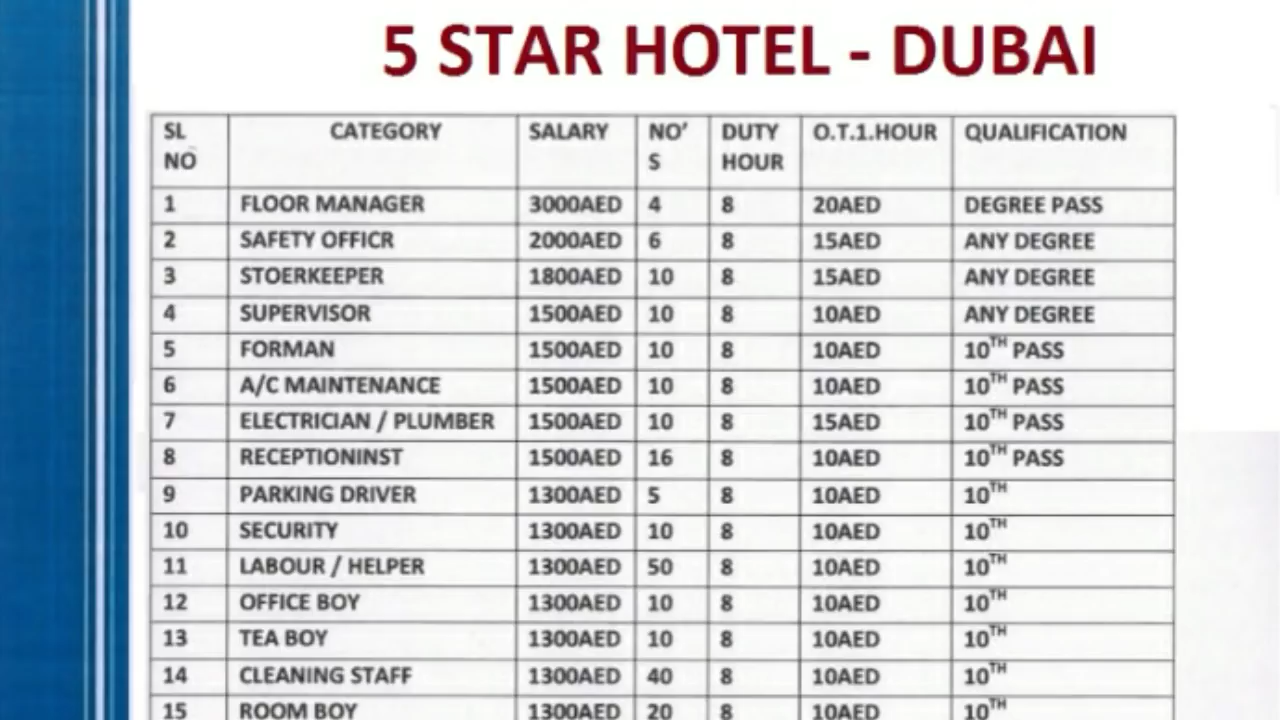 5 STAR HOTEL - DUBAI
SL NO CATEGORY SALARY NO'S DUTY HOUR O.T.1.HOUR QUALIFICATION
1 FLOOR MANAGER 3000AED 4 8 20AED DEGREE PASS
2 SAFETY OFFICR 2000AED 6 8 15AED ANY DEGREE
3 STOERKEEPER 1800AED 10 8 15AED ANY DEGREE
4 SUPERVISOR 1500AED 10 8 10AED ANY DEGREE
5 FORMAN 1500AED 10 8 10AED 10TH PASS
6 A/C MAINTENANCE 1500AED 10 8 10AED 10TH PASS
7 ELECTRICIAN / PLUMBER 1500AED 10 8 15AED 10TH PASS
8 RECEPTIONINST 1500AED 16 8 10AED 10TH PASS
9 PARKING DRIVER 1300AED 5 8 10AED 10TH
10 SECURITY 1300AED 10 8 10AED 10TH
11 LABOUR / HELPER 1300AED 50 8 10AED 10TH
12 OFFICE BOY 1300AED 10 8 10AED 10TH
13 TEA BOY 1300AED 10 8 10AED 10TH
14 CLEANING STAFF 1300AED 40 8 10AED 10TH
15 ROOM BOY 1300AED 20 8 10AED 10TH